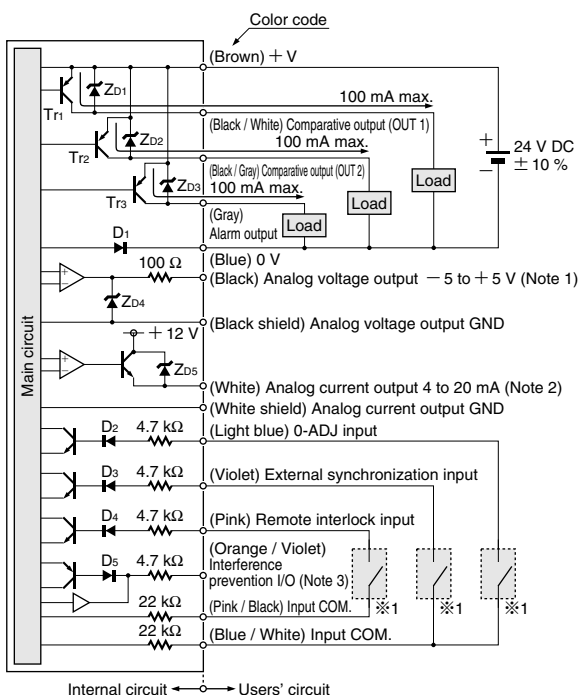 Color code
(Brown) + V
ZD1
100 mA max.
Tr1
(Black / White) Comparative output (OUT 1)
100 mA max.
ZD2
Tr2
(Black / Gray) Comparative output (OUT 2)
ZD3
100 mA max.
Tr3
(Gray)
Alarm output
Load
Load
Load
+
−
24 V DC
± 10 %
D1
(Blue) 0 V
100 Ω
(Black) Analog voltage output − 5 to + 5 V (Note 1)
ZD4
(Black shield) Analog voltage output GND
+ 12 V
ZD5
(White) Analog current output 4 to 20 mA (Note 2)
(White shield) Analog current output GND
Main circuit
D2 4.7 kΩ
(Light blue) 0-ADJ input
D3 4.7 kΩ
(Violet) External synchronization input
D4 4.7 kΩ
(Pink) Remote interlock input
D5 4.7 kΩ
(Orange / Violet)
Interference
prevention I/O (Note 3)
22 kΩ
(Pink / Black) Input COM.
22 kΩ
(Blue / White) Input COM.
※1
※1
※1
Internal circuit
Users' circuit